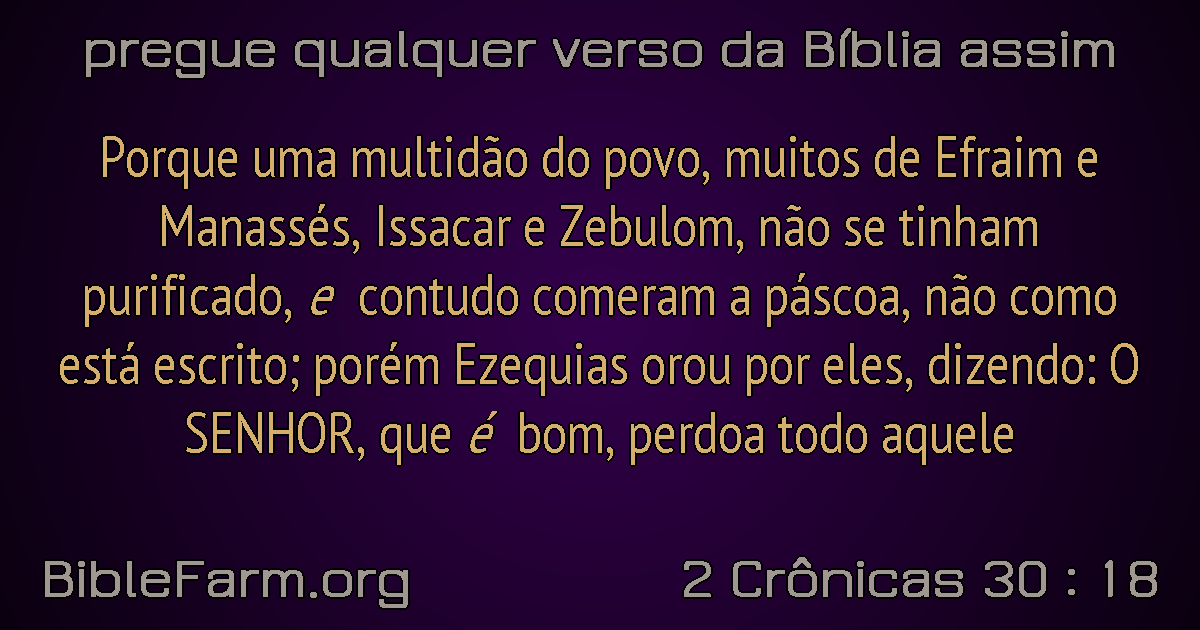 pregue qualquer verso da Bíblia assim
Porque uma multidão do povo, muitos de Efraim e
Manassés, Issacar e Zebulom, não se tinham
purificado, e contudo comeram a páscoa, não como
está escrito; porém Ezequias orou por eles, dizendo: O
SENHOR, que é bom, perdoa todo aquele
BibleFarm.org
2 Crônicas 30 : 18